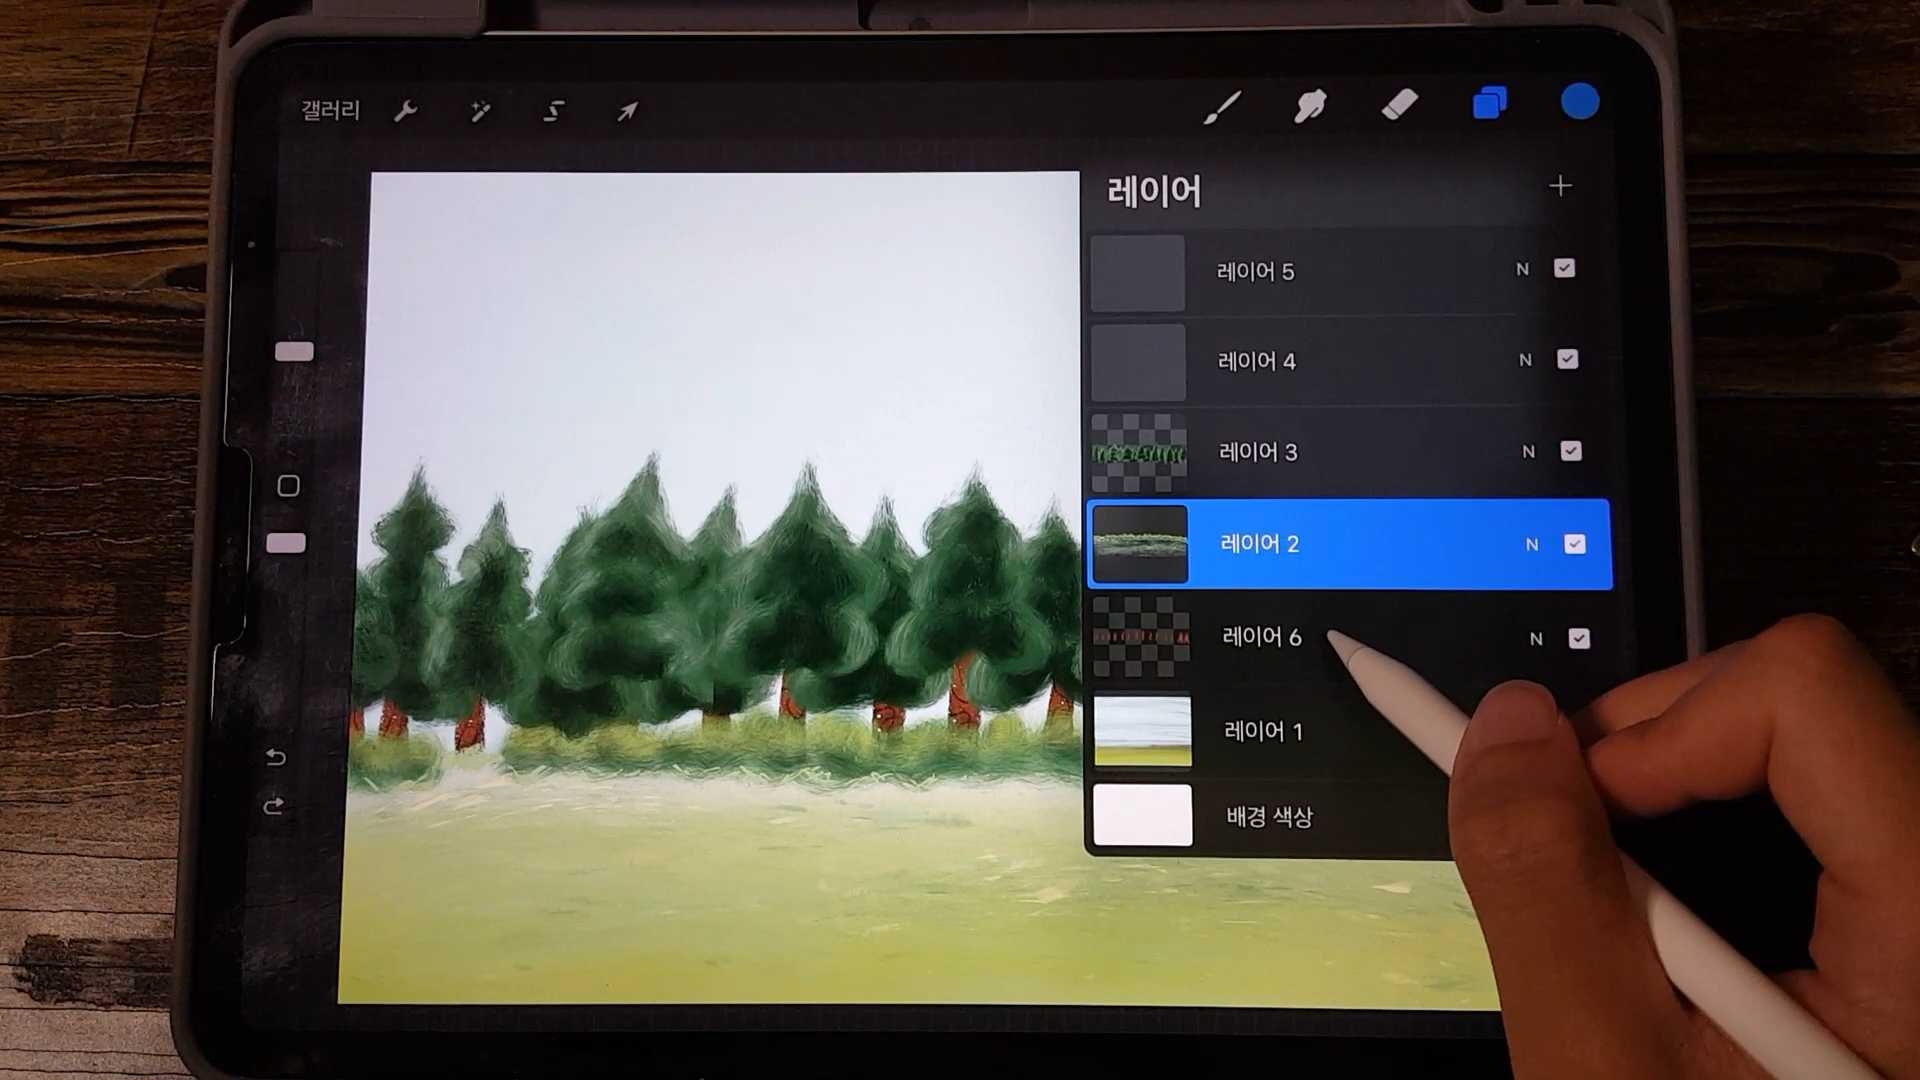 갤러리
레이어
레이어 5 N
레이어 4 N
레이어 3 N
레이어 2 N
레이어 6 N
레이어 1
배경 색상